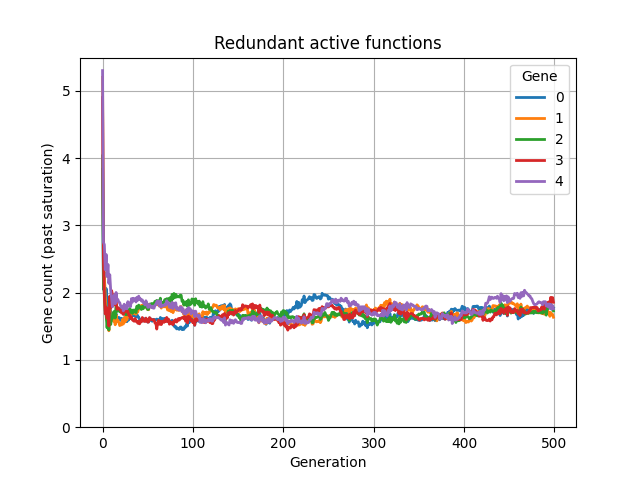 Redundant active functions
Gene
0
1
2
3
4
Gene count (past saturation)
5
4
3
2
1
0
0 100 200 300 400 500
Generation